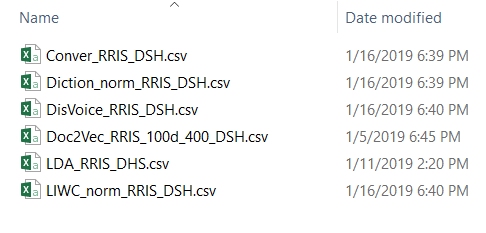 Name Date modified
Conver_RRIS_DSH.csv 1/16/2019 6:39 PM
Diction_norm_RRIS_DSH.csv 1/16/2019 6:39 PM
DisVoice_RRIS_DSH.csv 1/16/2019 6:40 PM
Doc2Vec_RRIS_100d_400_DSH.csv 1/5/2019 6:45 PM
LDA_RRIS_DHS.csv 1/11/2019 2:20 PM
LIWC_norm_RRIS_DSH.csv 1/16/2019 6:40 PM